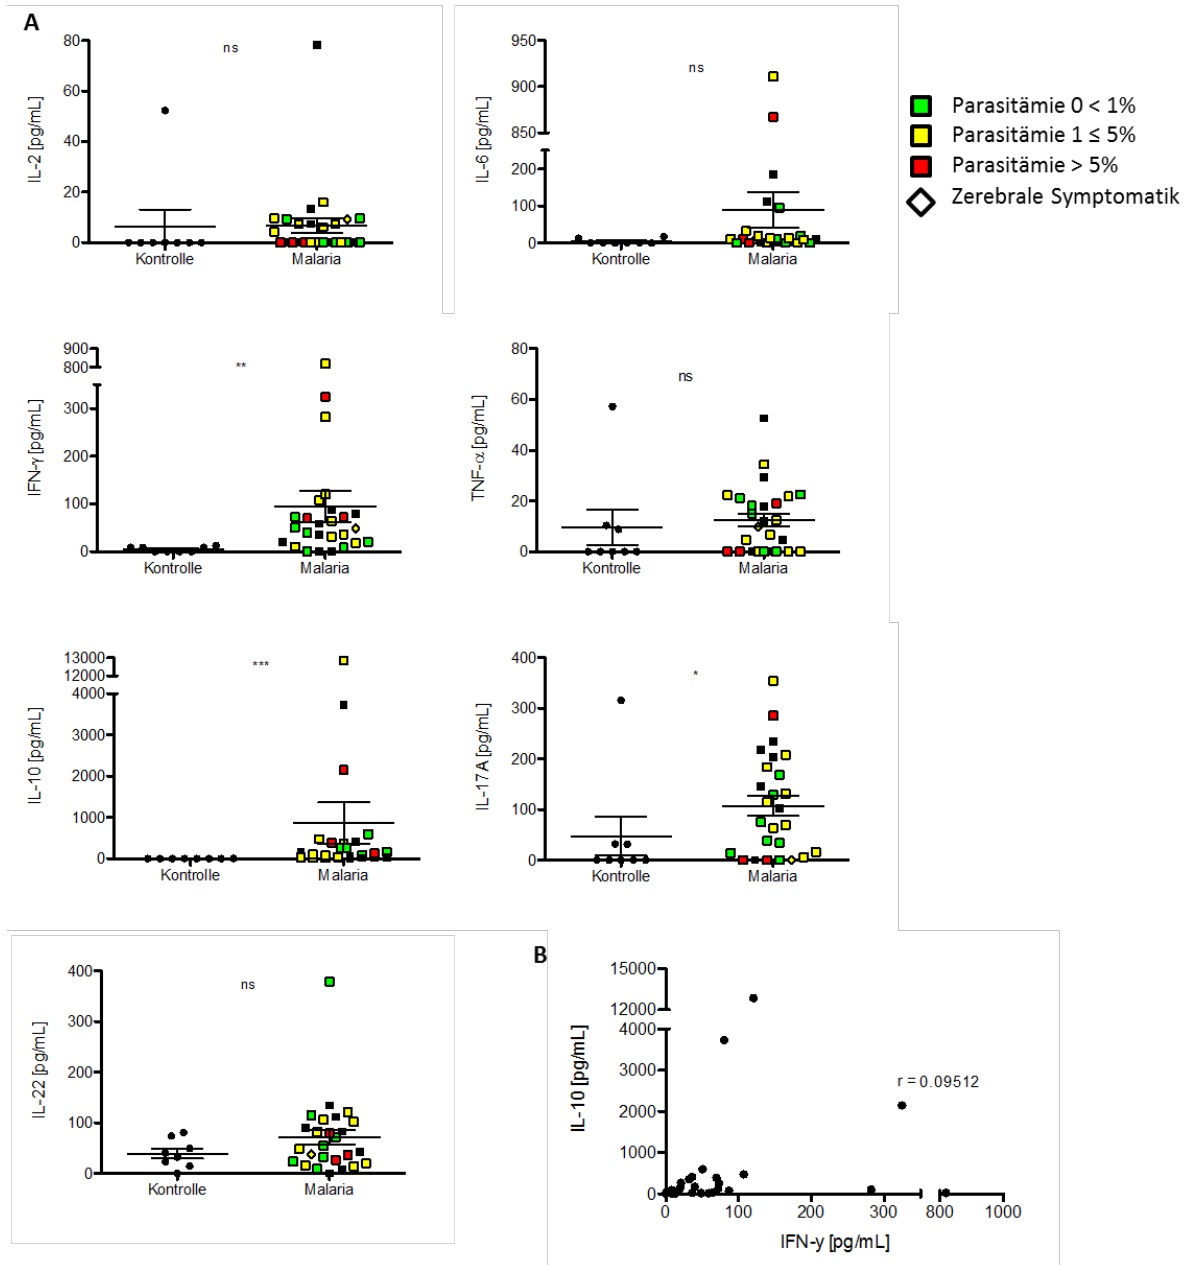 A
80
60
40
20
0
IL-2 [pg/mL]
ns
Kontrolle
Malaria
950
900
850
200
100
0
IL-6 [pg/mL]
ns
Kontrolle
Malaria
Parasitämie 0 < 1%
Parasitämie 1 ≤ 5%
Parasitämie > 5%
Zerebrale Symptomatik
900
800
300
200
100
0
IFN-γ [pg/mL]
**
Kontrolle
Malaria
80
60
40
20
0
TNF-α [pg/mL]
ns
Kontrolle
Malaria
13000
12000
4000
3000
2000
1000
0
IL-10 [pg/mL]
***
Kontrolle
Malaria
400
300
200
100
0
IL-17A [pg/mL]
*
Kontrolle
Malaria
400
300
200
100
0
IL-22 [pg/mL]
ns
Kontrolle
Malaria
B
15000
12000
4000
3000
2000
1000
0
IL-10 [pg/mL]
r = 0.09512
0 100 200 300 800 1000
IFN-y [pg/mL]